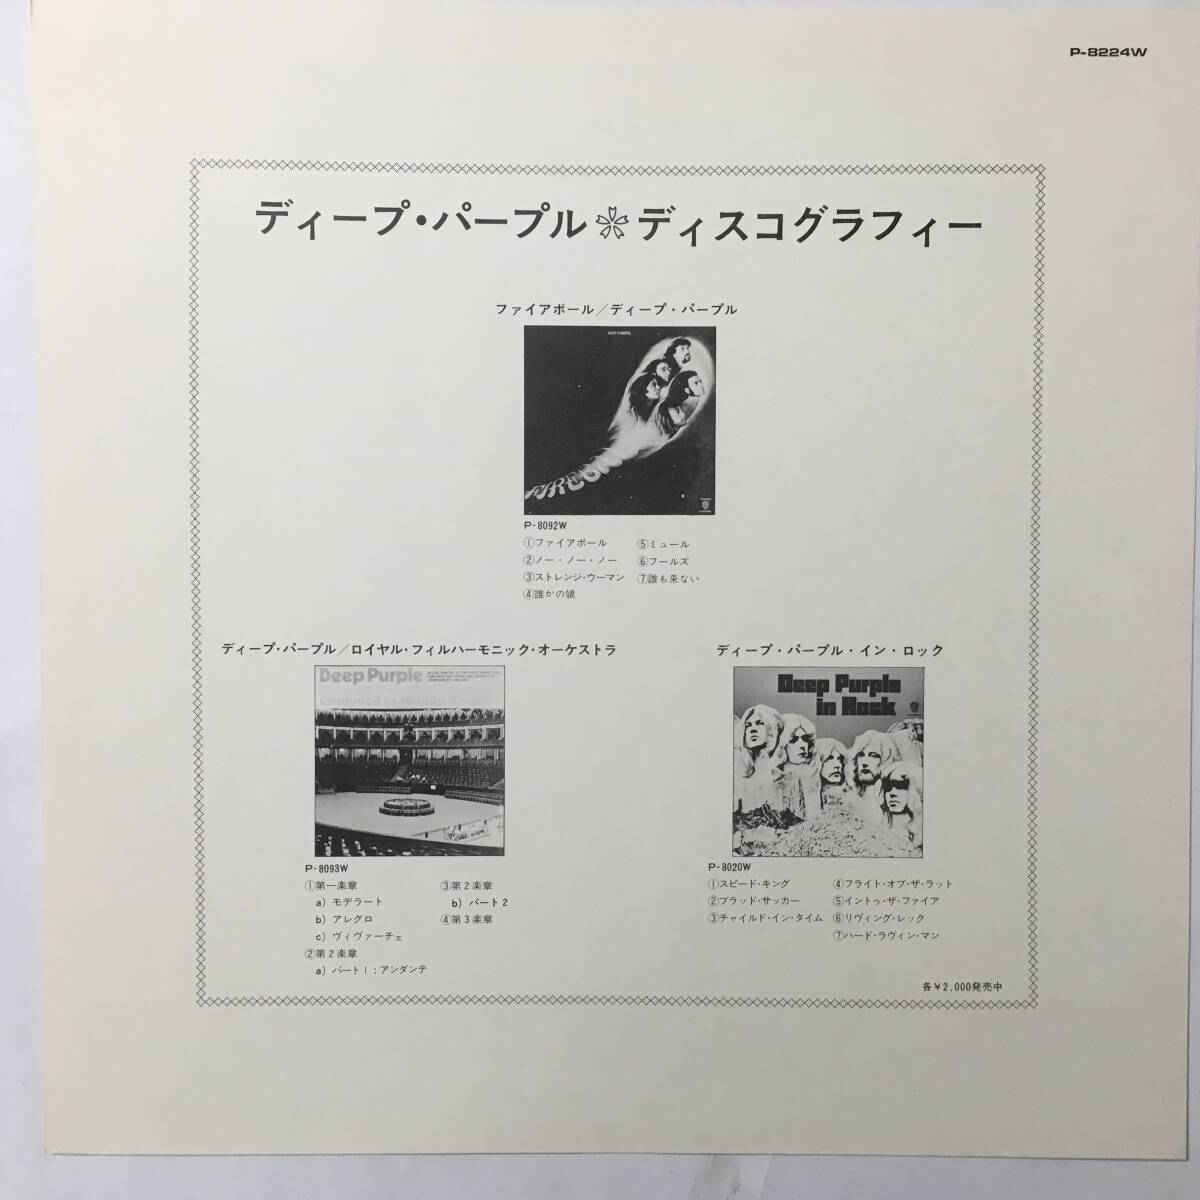 P-8224W
ディープ・パープル❀ディスコグラフィー
ファイアボール／ディープ・パープル
DEEP PURPLE
FIREBALL
P-8092W
①ファイアボール
②ノー・ノー・ノー
③ストレンジ・ウーマン
④誰かの娘
⑤ミュール
⑥フールズ
⑦誰も来ない
ディープ・パープル／ロイヤル・フィルハーモニック・オーケストラ
Deep Purple
P-8093W
①第一楽章
a) モデラート
b) アレグロ
c) ヴィヴァーチェ
②第2楽章
a) パートI：アンダンテ
③第2楽章
b) パート2
④第3楽章
ディープ・パープル・イン・ロック
Deep Purple
in Rock
P-8020W
①スピード・キング
②ブラッド・サッカー
③チャイルド・イン・タイム
④フライト・オブ・ザ・ラット
⑤イントゥ・ザ・ファイア
⑥リヴィング・レック
⑦ハード・ラヴィン・マン
各￥2,000発売中